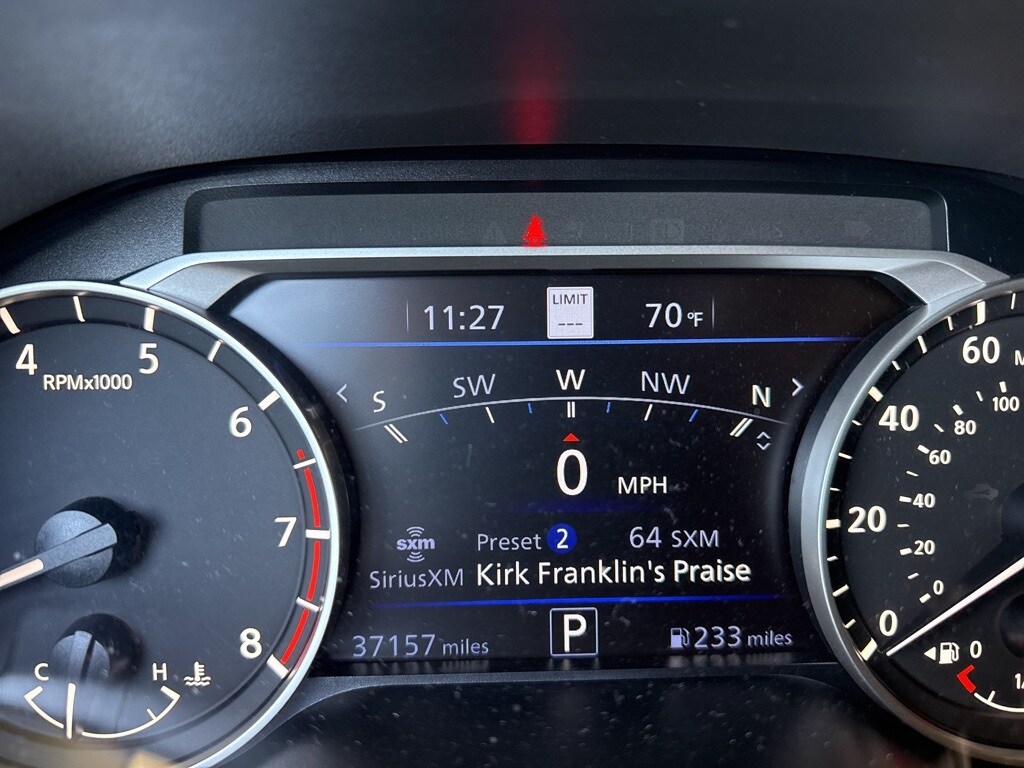 11:27
LIMIT
---
70 °F
S SW W NW N
0 MPH
sxm
Preset 2 64 SXM
SiriusXM Kirk Franklin's Praise
37157 miles
P
233 miles
4 5 6 7 8
RPMx1000
C H
0 20 40 60
0 20 40 60 80 100
0